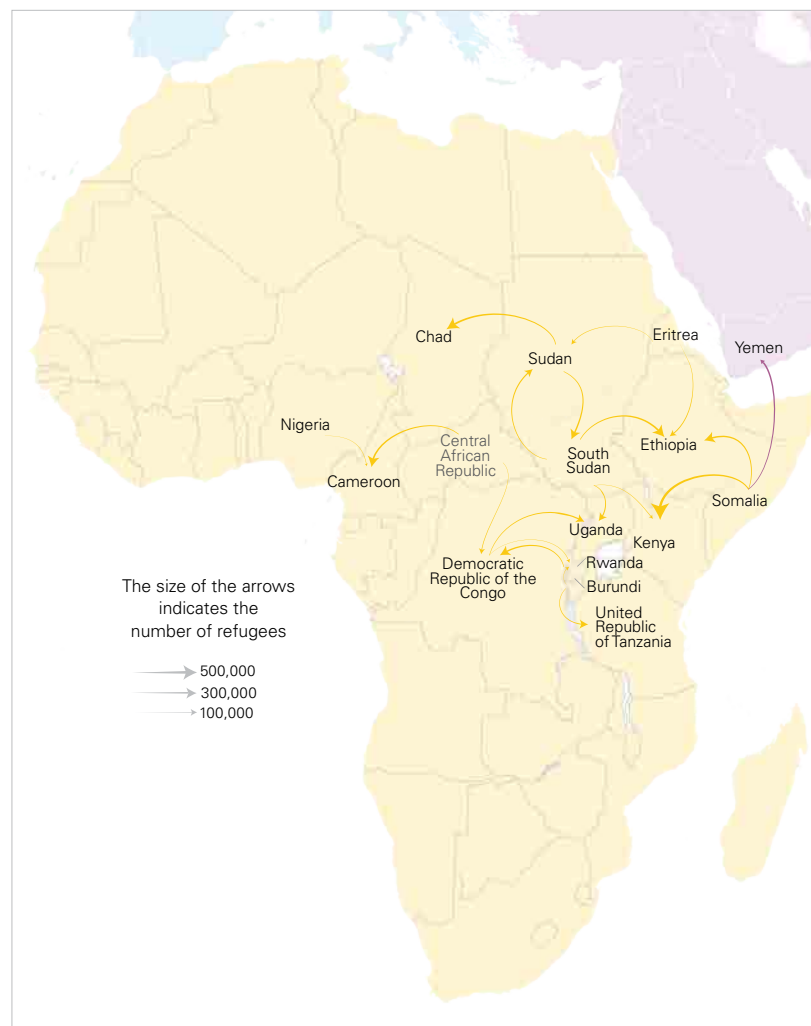 Chad
Eritrea
Yemen
Sudan
Nigeria
Central
African
Republic
South
Sudan
Ethiopia
Cameroon
Somalia
Uganda
Kenya
Democratic
Republic of the
Congo
Rwanda
Burundi
United
Republic
of Tanzania
The size of the arrows
indicates the
number of refugees
500,000
300,000
100,000